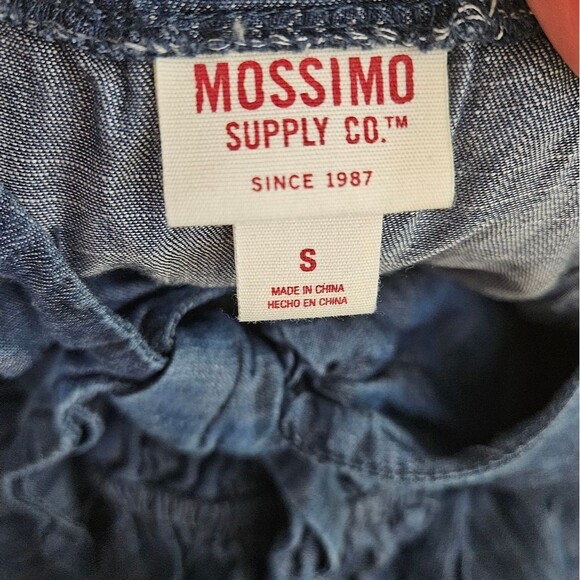 MOSSIMO
SUPPLY CO.™
SINCE 1987
S
MADE IN CHINA
HECHO EN CHINA